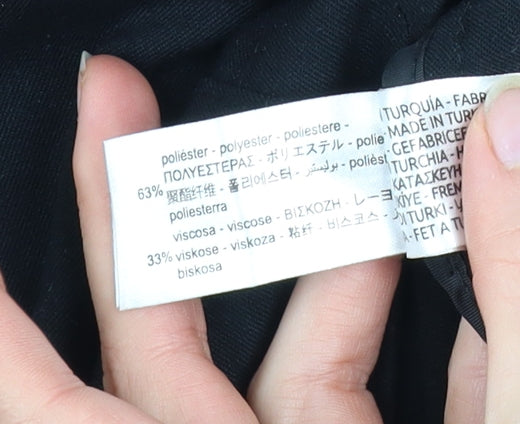 poliéster - polyester - poliestere -
ΠΟΛΥΕΣΤΕΡΑΣ - ポリエステル - polie
63% 聚酯纤维 - 폴리에스터 - بوليستر - poliést
poliesterra
viscosa - viscose - ΒΙΣΚΟΖΗ - レーヨ
33% viskose - viskoza - 粘纤 - 비스코스 -
biskosa
TURQUÍA - FABR
MADE IN TURK
GEFABRICEE
TURCHIA - H
ΚΑΤΑΣΚΕΥΗ
KIYE - FREM
I TURKI -
A - FET A T